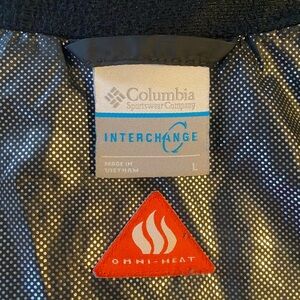 Columbia
Sportswear Company
INTERCHANGE
MADE IN
VIETNAM
L
OMNI-HEAT